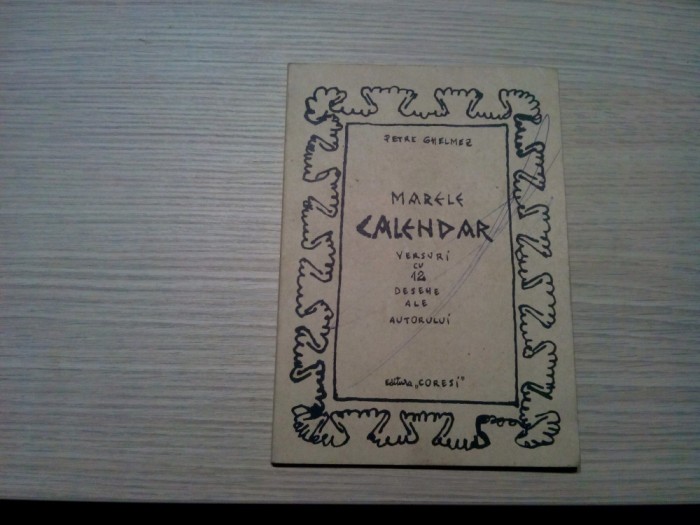 PETRE GHELMEZ
MARELE
CALENDAR
VERSURI
CU
12
DESENE
ALE
AUTORULUI
editura „CORESI"